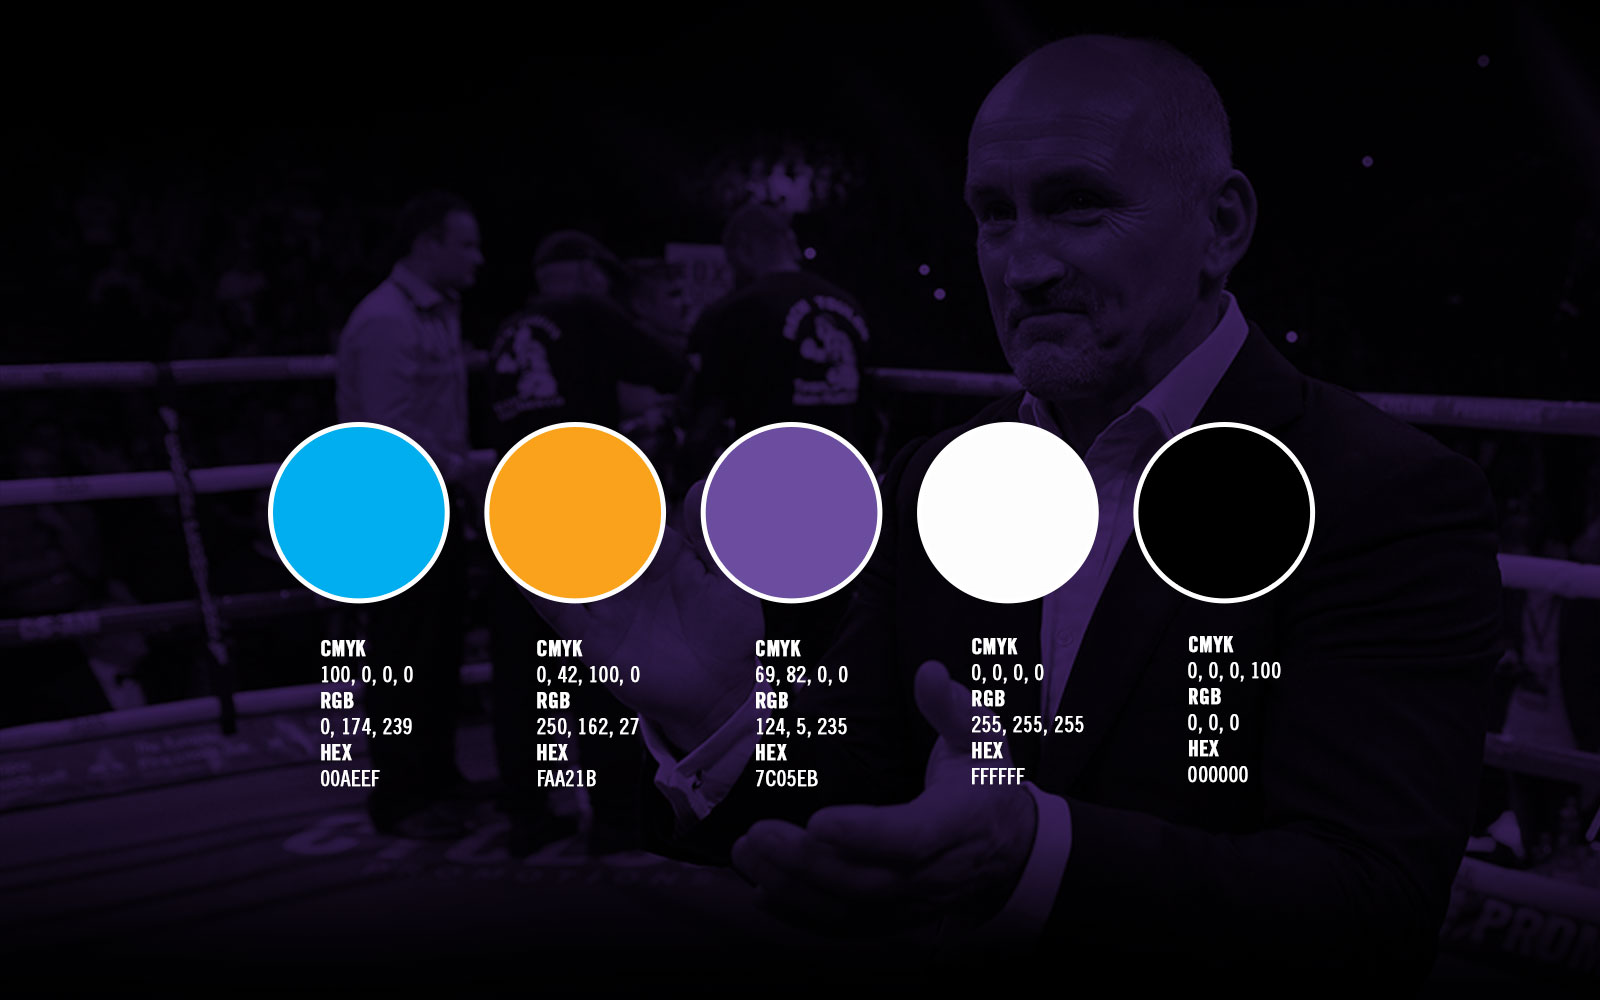 CMYK
100, 0, 0, 0
RGB
0, 174, 239
HEX
00AEEF
CMYK
0, 42, 100, 0
RGB
250, 162, 27
HEX
FAA21B
CMYK
69, 82, 0, 0
RGB
124, 5, 235
HEX
7C05EB
CMYK
0, 0, 0, 0
RGB
255, 255, 255
HEX
FFFFFF
CMYK
0, 0, 0, 100
RGB
0, 0, 0
HEX
000000